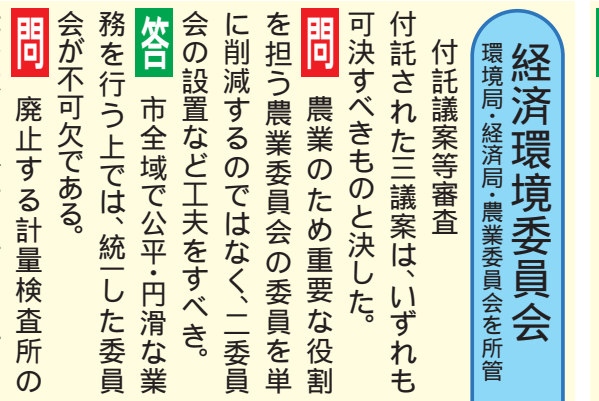 経済環境委員会
環境局・経済局・農業委員会を所管
付託議案等審査
付託された三議案は、いずれも
可決すべきものと決した。
問 農業のため重要な役割
を担う農業委員会の委員を単
に削減するのではなく、二委員
会の設置など工夫をすべき。
答 市全域で公平・円滑な業
務を行う上では、統一した委員
会が不可欠である。
問 廃止する計量検査所の